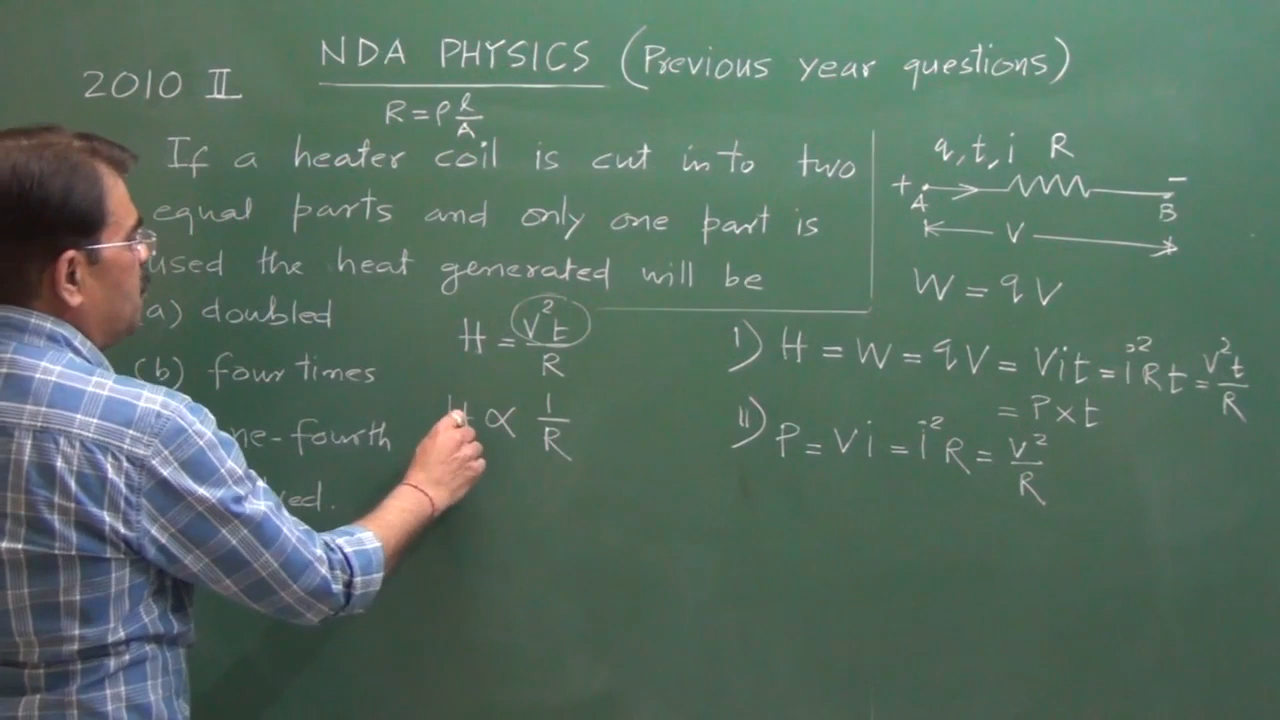 NDA PHYSICS (Previous year questions)
2010 II
R = ρ l/A
If a heater coil is cut in to two
equal parts and only one part is
used the heat generated will be
(a) doubled
(b) four times
ne-fourth
ved.
H = V²t/R
H ∝ 1/R
q, t, i R
+ A B −
V
W = qV
I) H = W = qV = Vit = i²Rt = V²t/R
= P × t
II) P = Vi = i²R = V²/R